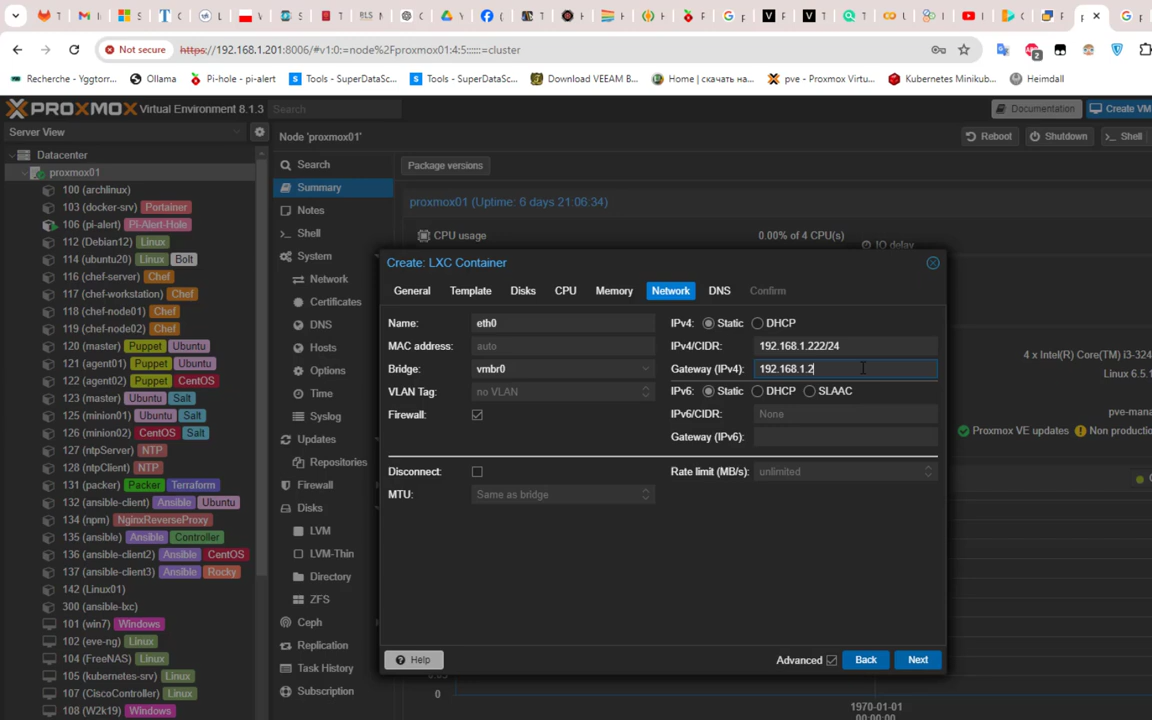 Not secure https://192.168.1.201:8006/#v1:0:=node%2Fproxmox01:4:5::::::=cluster
Recherche - Yggtorr... Ollama Pi-hole - pi-alert Tools - SuperDataSc... Tools - SuperDataSc... Download VEEAM B... Home | скачать на... pve - Proxmox Virtu... Kubernetes Minikub... Heimdall
PROXMOX Virtual Environment 8.1.3 Search Documentation Create VM
Server View Node 'proxmox01' Reboot Shutdown Shell
Datacenter Search Package versions
proxmox01 Summary
100 (archlinux) Notes proxmox01 (Uptime: 6 days 21:06:34)
103 (docker-srv) Portainer
106 (pi-alert) Pi-Alert-Hole Shell CPU usage 0.00% of 4 CPU(s) IO delay
112 (Debian12) Linux System
114 (ubuntu20) Linux Bolt Network
116 (chef-server) Chef Certificates
117 (chef-workstation) Chef DNS
118 (chef-node01) Chef Hosts
119 (chef-node02) Chef Options
120 (master) Puppet Ubuntu Time
121 (agent01) Puppet Ubuntu Syslog
122 (agent02) Puppet CentOS Updates
123 (master) Ubuntu Salt Repositories
125 (minion01) Ubuntu Salt Firewall
126 (minion02) CentOS Salt Disks
127 (ntpServer) NTP LVM
128 (ntpClient) NTP LVM-Thin
131 (packer) Packer Terraform Directory
132 (ansible-client) Ansible Ubuntu ZFS
134 (npm) NginxReverseProxy Ceph
135 (ansible) Ansible Controller Replication
136 (ansible-client2) Ansible CentOS Task History
137 (ansible-client3) Ansible Rocky Subscription
142 (Linux01)
300 (ansible-lxc)
101 (win7) Windows
102 (eve-ng) Linux
104 (FreeNAS) Linux
105 (kubernetes-srv) Linux
107 (CiscoController) Linux
108 (W2k19) Windows
Create: LXC Container
General Template Disks CPU Memory Network DNS Confirm
Name: eth0 IPv4: Static DHCP
MAC address: auto IPv4/CIDR: 192.168.1.222/24
Bridge: vmbr0 Gateway (IPv4): 192.168.1.2
VLAN Tag: no VLAN IPv6: Static DHCP SLAAC
Firewall: IPv6/CIDR: None
Gateway (IPv6):
Disconnect: Rate limit (MB/s): unlimited
MTU: Same as bridge
Help Advanced Back Next
4 x Intel(R) Core(TM) i3-324
Linux 6.5.1
pve-mana
Proxmox VE updates Non production
0 1970-01-01
00:00:00